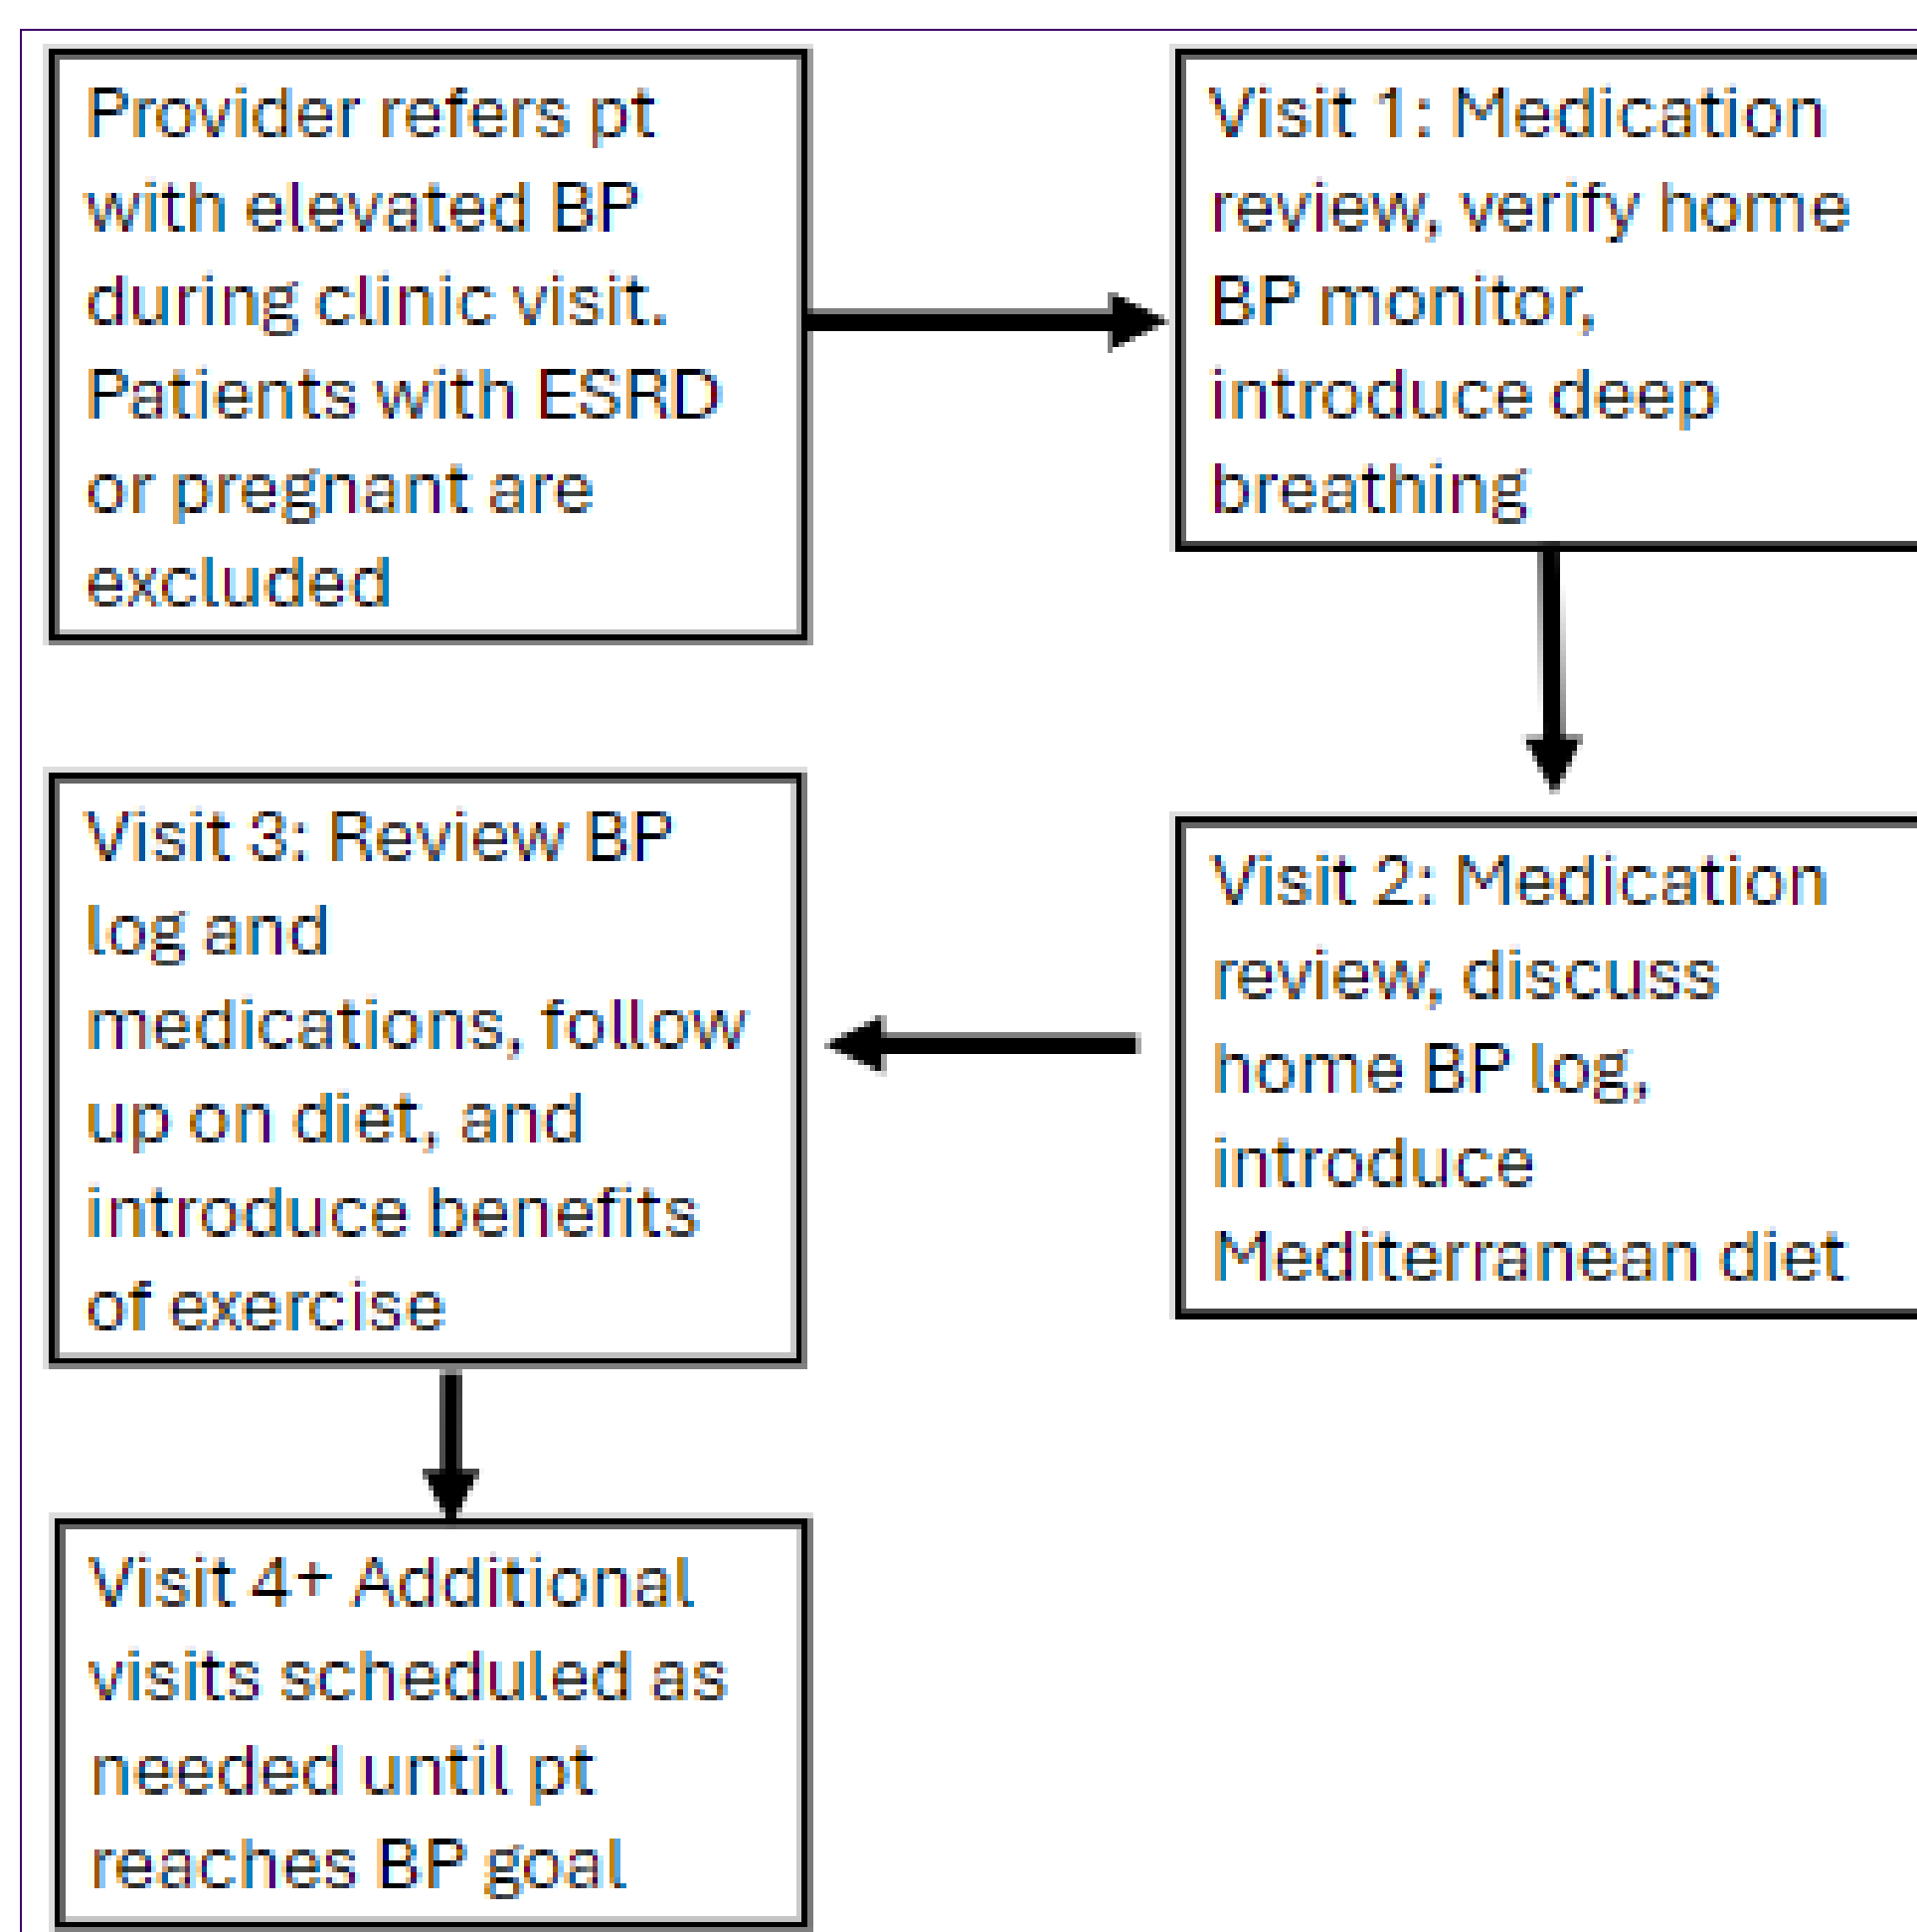 Provider refers pt
with elevated BP
during clinic visit.
Patients with ESRD
or pregnant are
excluded
Visit 1: Medication
review, verify home
BP monitor,
introduce deep
breathing
Visit 2: Medication
review, discuss
home BP log,
introduce
Mediterranean diet
Visit 3: Review BP
log and
medications, follow
up on diet, and
introduce benefits
of exercise
Visit 4+ Additional
visits scheduled as
needed until pt
reaches BP goal